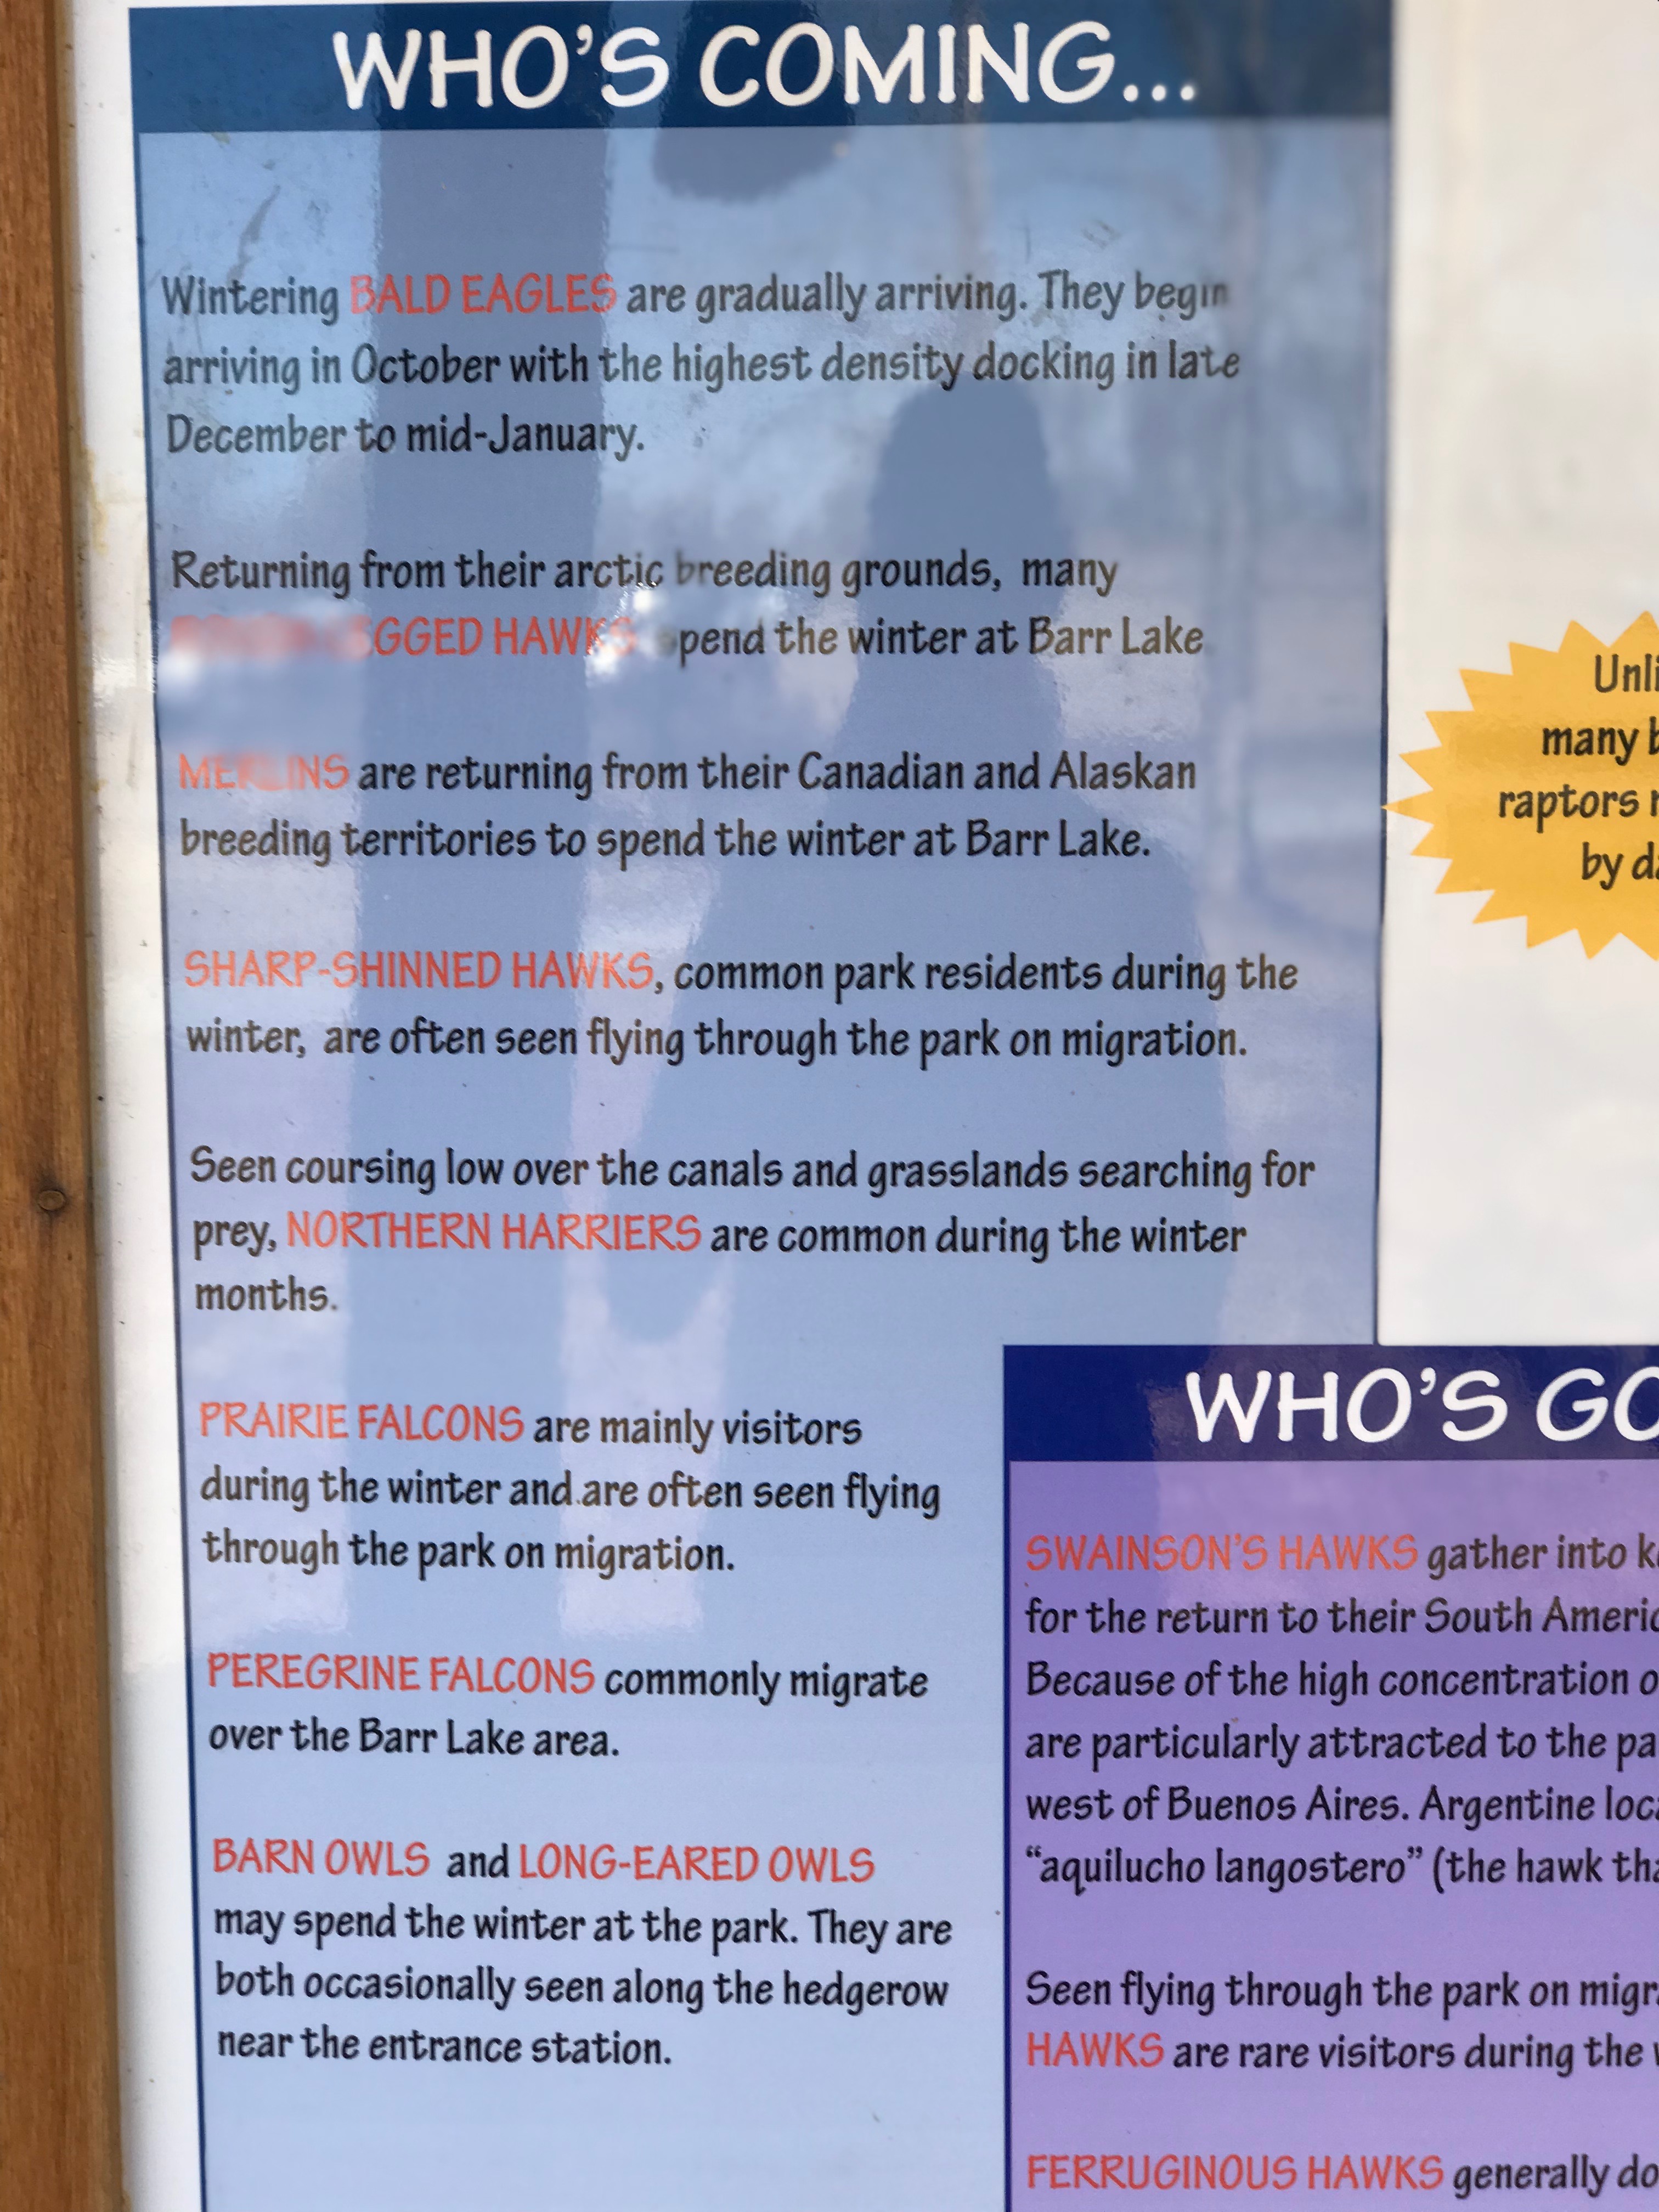 WHO'S COMING...
Wintering BALD EAGLES are gradually arriving. They begin
arriving in October with the highest density docking in late
December to mid-January.
Returning from their arctic breeding grounds, many
GGED HAWKS spend the winter at Barr Lake
MERLINS are returning from their Canadian and Alaskan
breeding territories to spend the winter at Barr Lake.
SHARP-SHINNED HAWKS, common park residents during the
winter, are often seen flying through the park on migration.
Seen coursing low over the canals and grasslands searching for
prey, NORTHERN HARRIERS are common during the winter
months.
PRAIRIE FALCONS are mainly visitors
during the winter and are often seen flying
through the park on migration.
PEREGRINE FALCONS commonly migrate
over the Barr Lake area.
BARN OWLS and LONG-EARED OWLS
may spend the winter at the park. They are
both occasionally seen along the hedgerow
near the entrance station.
Unli
many b
raptors
by d
WHO'S GO
SWAINSON'S HAWKS gather into k
for the return to their South Americ
Because of the high concentration o
are particularly attracted to the pa
west of Buenos Aires. Argentine loc
"aquilucho langostero" (the hawk tha
Seen flying through the park on migr
HAWKS are rare visitors during the
FERRUGINOUS HAWKS generally do